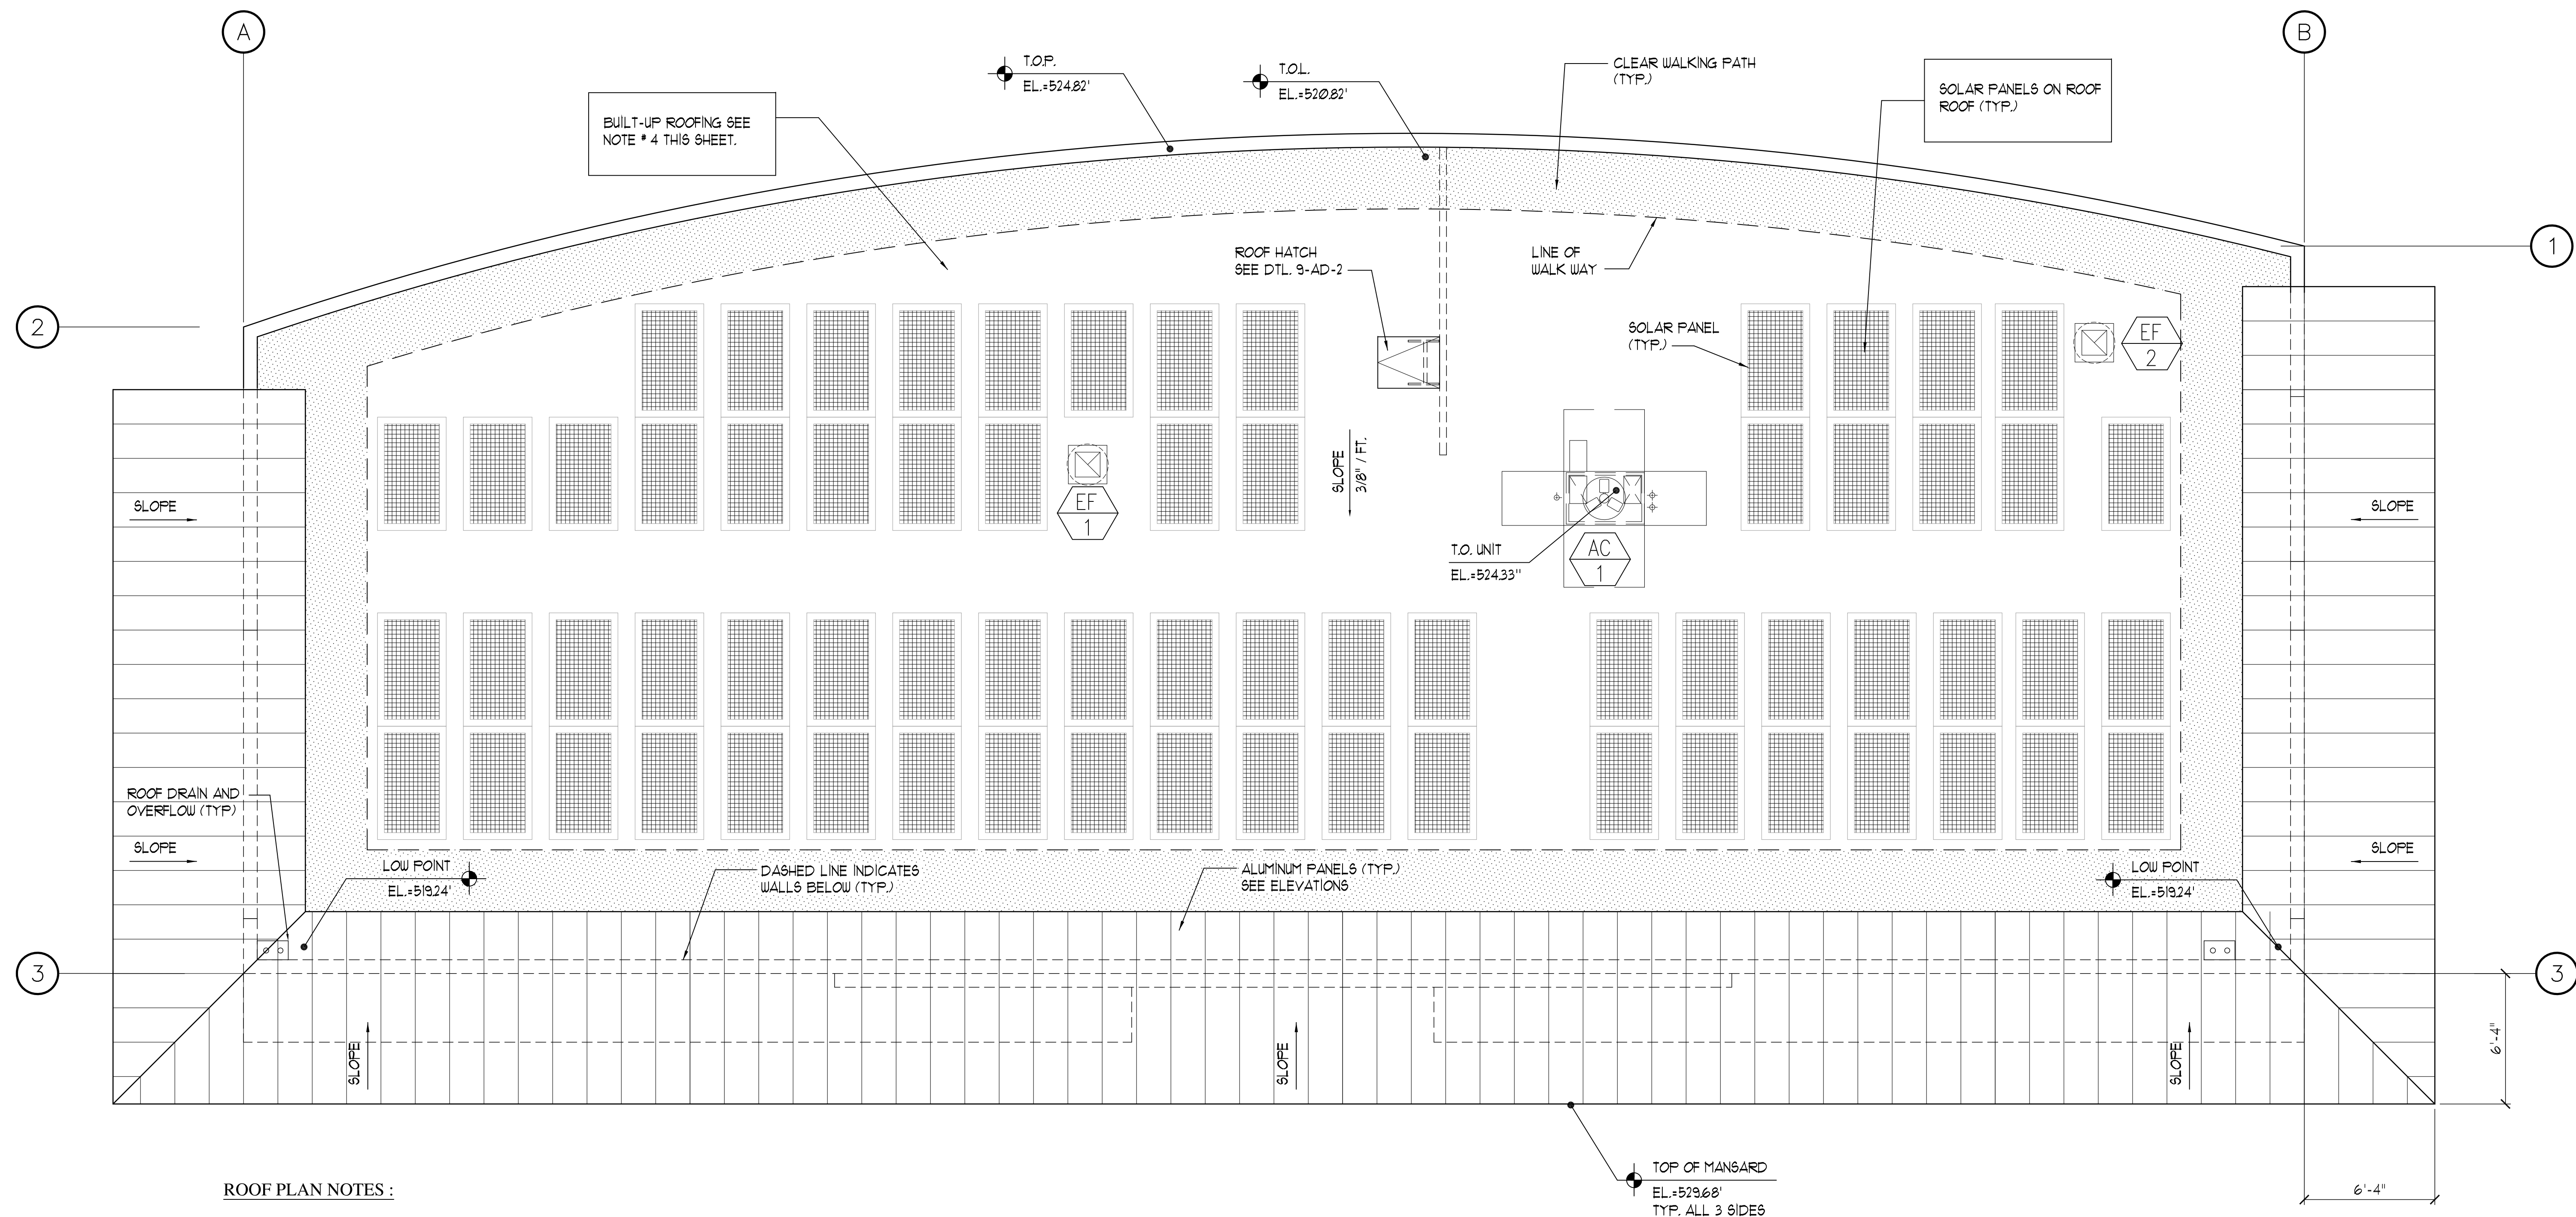 A
B
T.O.P.
EL.=524.82'
T.O.L.
EL.=520.82'
CLEAR WALKING PATH
(TYP.)
SOLAR PANELS ON ROOF
ROOF (TYP.)
BUILT-UP ROOFING SEE
NOTE # 4 THIS SHEET.
1
ROOF HATCH
SEE DTL. 9-AD-2
LINE OF
WALK WAY
2
SOLAR PANEL
(TYP.)
EF
2
SLOPE
3/8" / FT.
EF
1
SLOPE
SLOPE
T.O. UNIT
EL.=524.33"
AC
1
ROOF DRAIN AND
OVERFLOW (TYP)
SLOPE
SLOPE
LOW POINT
EL.=519.24'
DASHED LINE INDICATES
WALLS BELOW (TYP.)
ALUMINUM PANELS (TYP.)
SEE ELEVATIONS
LOW POINT
EL.=519.24'
3
3
SLOPE
SLOPE
SLOPE
6'-4"
TOP OF MANSARD
EL.=529.68'
TYP. ALL 3 SIDES
6'-4"
ROOF PLAN NOTES :